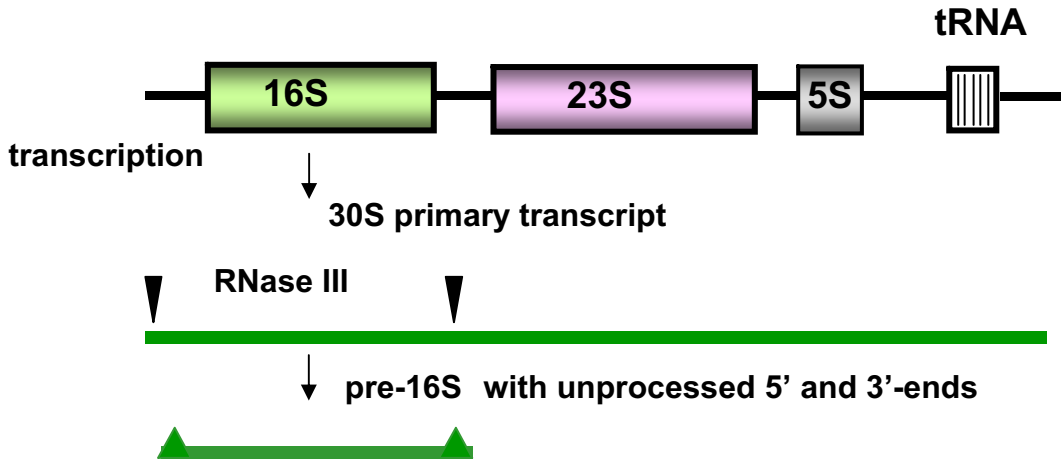 tRNA
16S 23S 5S
transcription
30S primary transcript
RNase III
pre-16S with unprocessed 5’ and 3’-ends